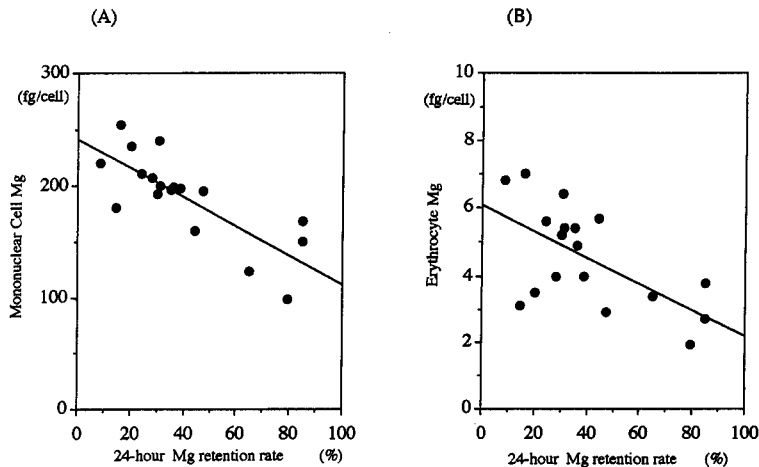 (A)
300
(fg/cell)
200
100
0
Mononuclear Cell Mg
0 20 40 60 80 100
24-hour Mg retention rate (%)
(B)
10
(fg/cell)
8
6
4
2
0
Erythrocyte Mg
0 20 40 60 80 100
24-hour Mg retention rate (%)